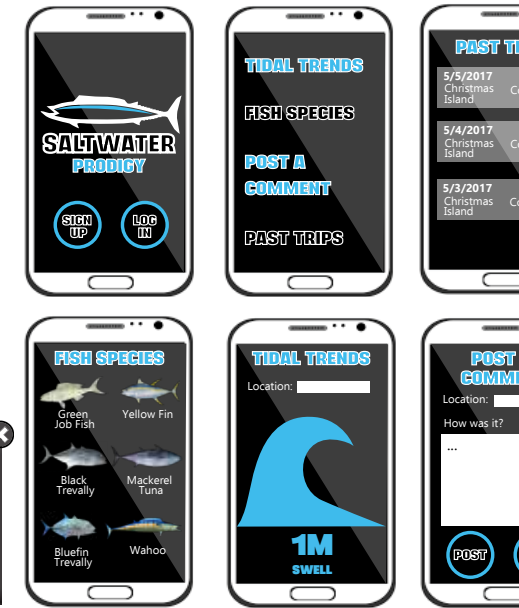 SALTWATER
PRODIGY
SIGN
UP
LOG
IN
TIDAL TRENDS
FISH SPECIES
POST A
COMMENT
PAST TRIPS
PAST
5/5/2017
Christmas
Island
5/4/2017
Christmas
Island
5/3/2017
Christmas
Island
FISH SPECIES
Green
Job Fish
Yellow Fin
Black
Trevally
Mackerel
Tuna
Bluefin
Trevally
Wahoo
TIDAL TRENDS
Location:
1M
SWELL
POST
Location:
How was it?
...
POST